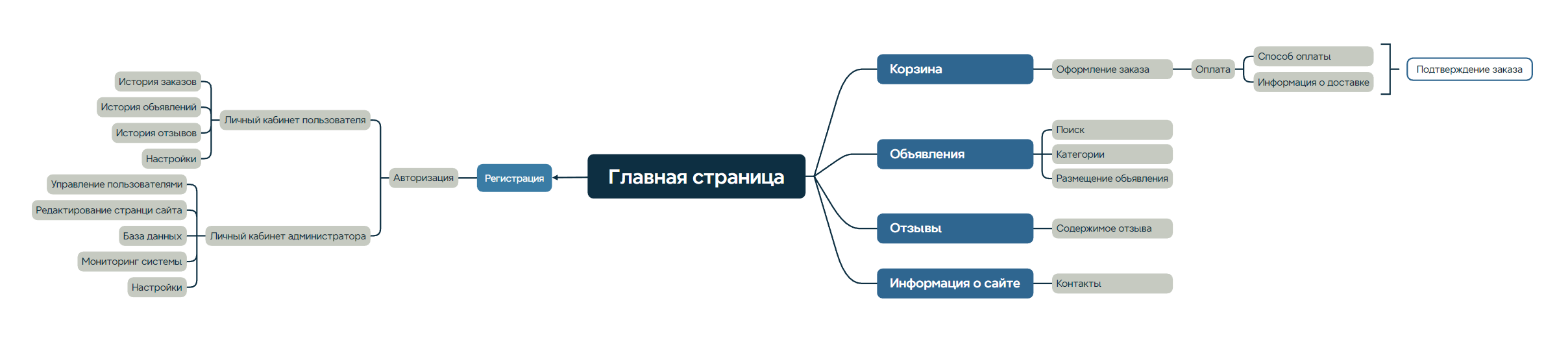 Главная страница
Корзина
Оформление заказа
Оплата
Способ оплаты
Информация о доставке
Подтверждение заказа
Объявления
Поиск
Категории
Размещение обьявления
Отзывы
Содержимое отзыва
Информация о сайте
Контакты
Регистрация
Авторизация
Личный кабинет пользователя
История заказов
История обьявлений
История отзывов
Настройки
Личный кабинет администратора
Управление пользователями
Редактирование странци сайта
База данных
Мониторинг системы
Настройки